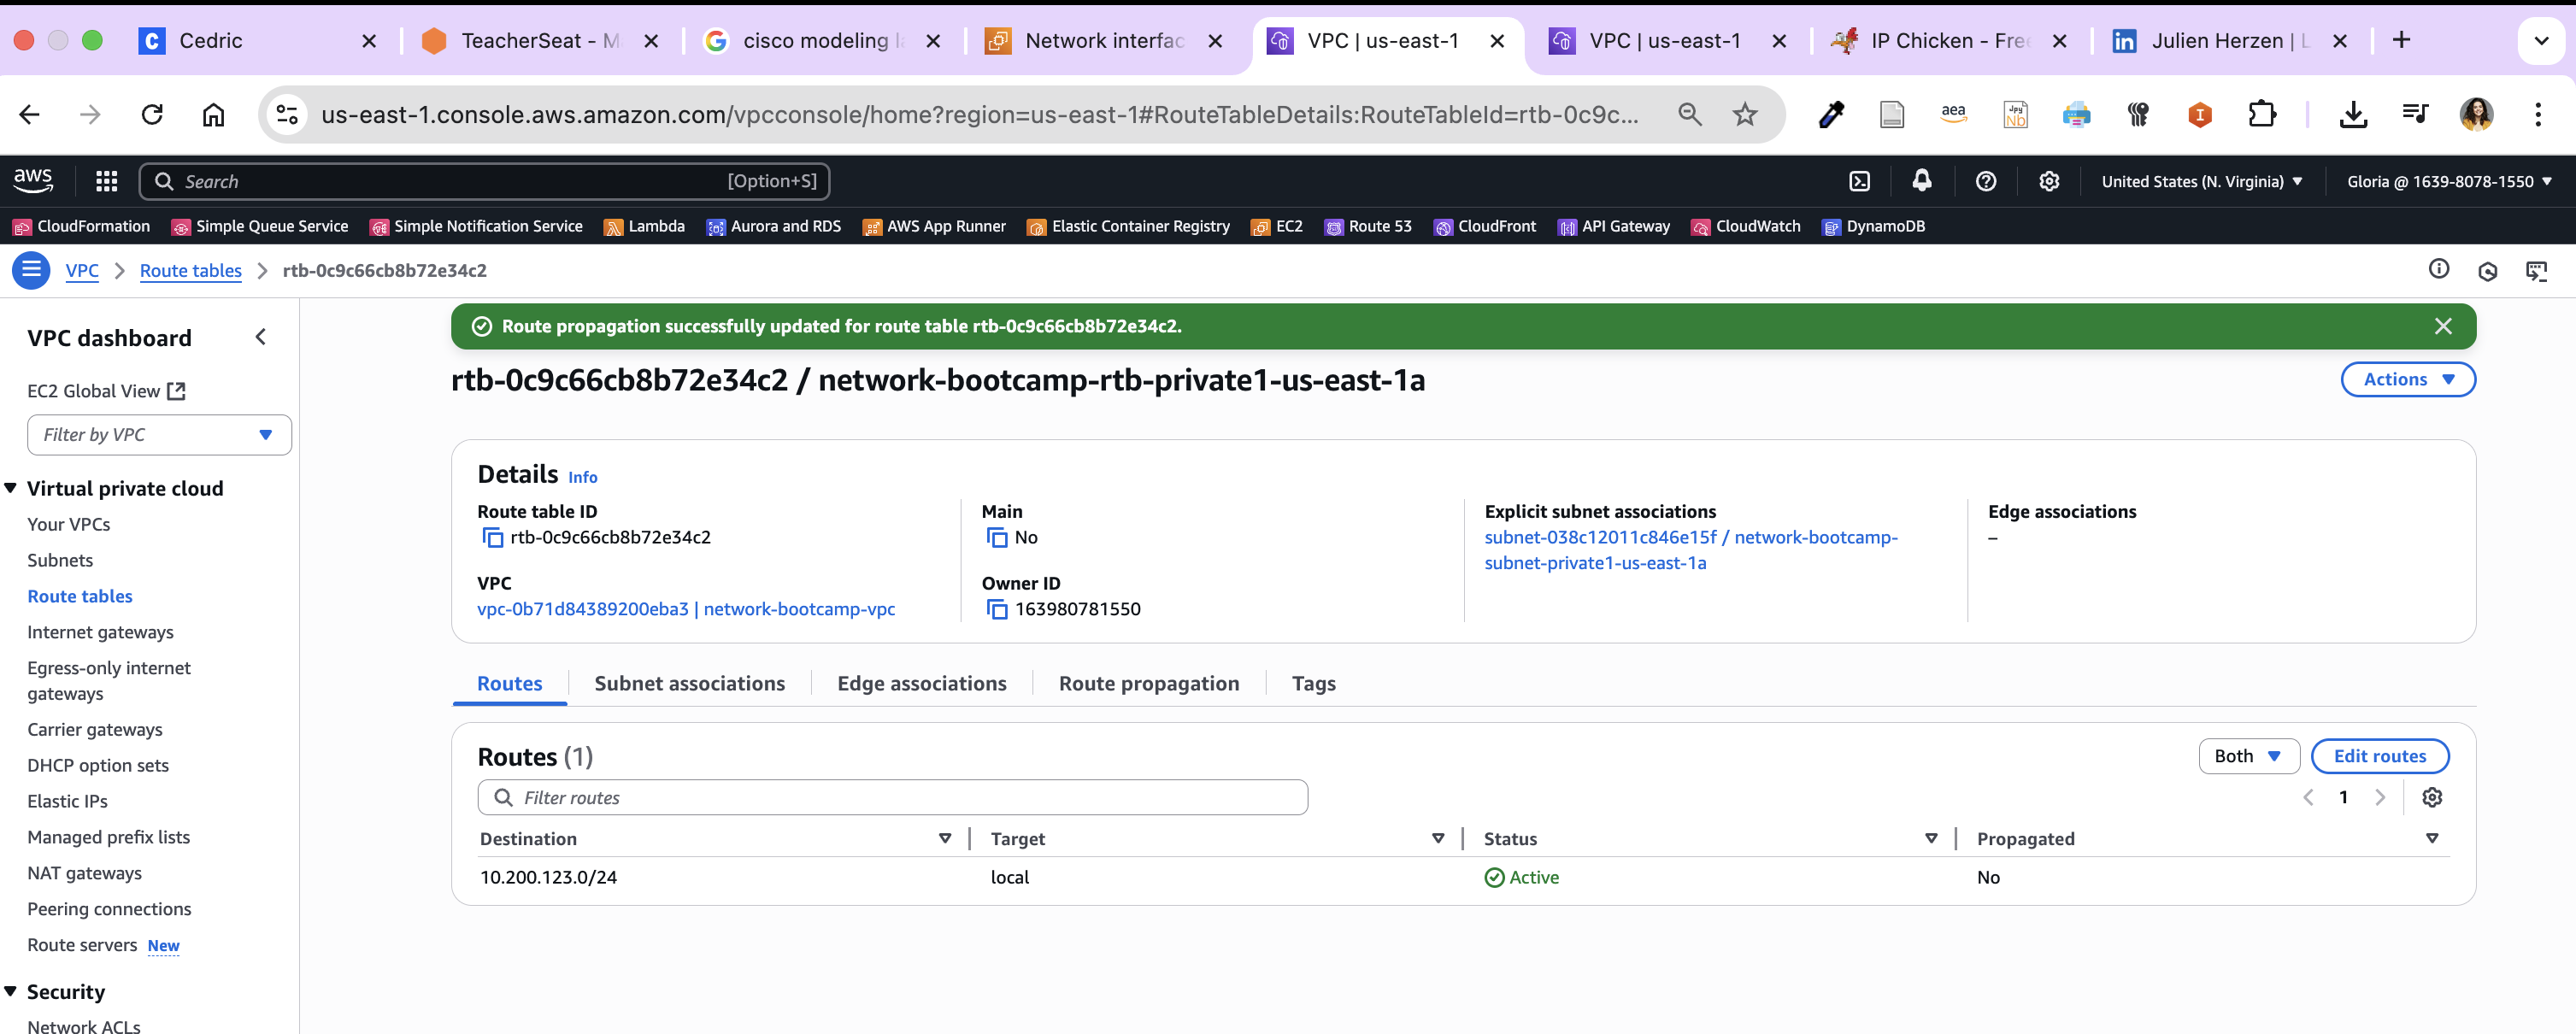 Cedric
TeacherSeat - M
cisco modeling l
Network interfac
VPC | us-east-1
VPC | us-east-1
IP Chicken - Free
Julien Herzen | L
us-east-1.console.aws.amazon.com/vpcconsole/home?region=us-east-1#RouteTableDetails:RouteTableId=rtb-0c9c...
aea
Jpy
Nb
aws
Search
[Option+S]
United States (N. Virginia)
Gloria @ 1639-8078-1550
CloudFormation
Simple Queue Service
Simple Notification Service
Lambda
Aurora and RDS
AWS App Runner
Elastic Container Registry
EC2
Route 53
CloudFront
API Gateway
CloudWatch
DynamoDB
VPC
Route tables
rtb-0c9c66cb8b72e34c2
VPC dashboard
EC2 Global View
Filter by VPC
Virtual private cloud
Your VPCs
Subnets
Route tables
Internet gateways
Egress-only internet
gateways
Carrier gateways
DHCP option sets
Elastic IPs
Managed prefix lists
NAT gateways
Peering connections
Route servers New
Security
Network ACLs
Route propagation successfully updated for route table rtb-0c9c66cb8b72e34c2.
rtb-0c9c66cb8b72e34c2 / network-bootcamp-rtb-private1-us-east-1a
Actions
Details Info
Route table ID
rtb-0c9c66cb8b72e34c2
Main
No
Explicit subnet associations
subnet-038c12011c846e15f / network-bootcamp-
subnet-private1-us-east-1a
Edge associations
–
VPC
vpc-0b71d84389200eba3 | network-bootcamp-vpc
Owner ID
163980781550
Routes
Subnet associations
Edge associations
Route propagation
Tags
Routes (1)
Both
Edit routes
Filter routes
1
Destination
Target
Status
Propagated
10.200.123.0/24
local
Active
No